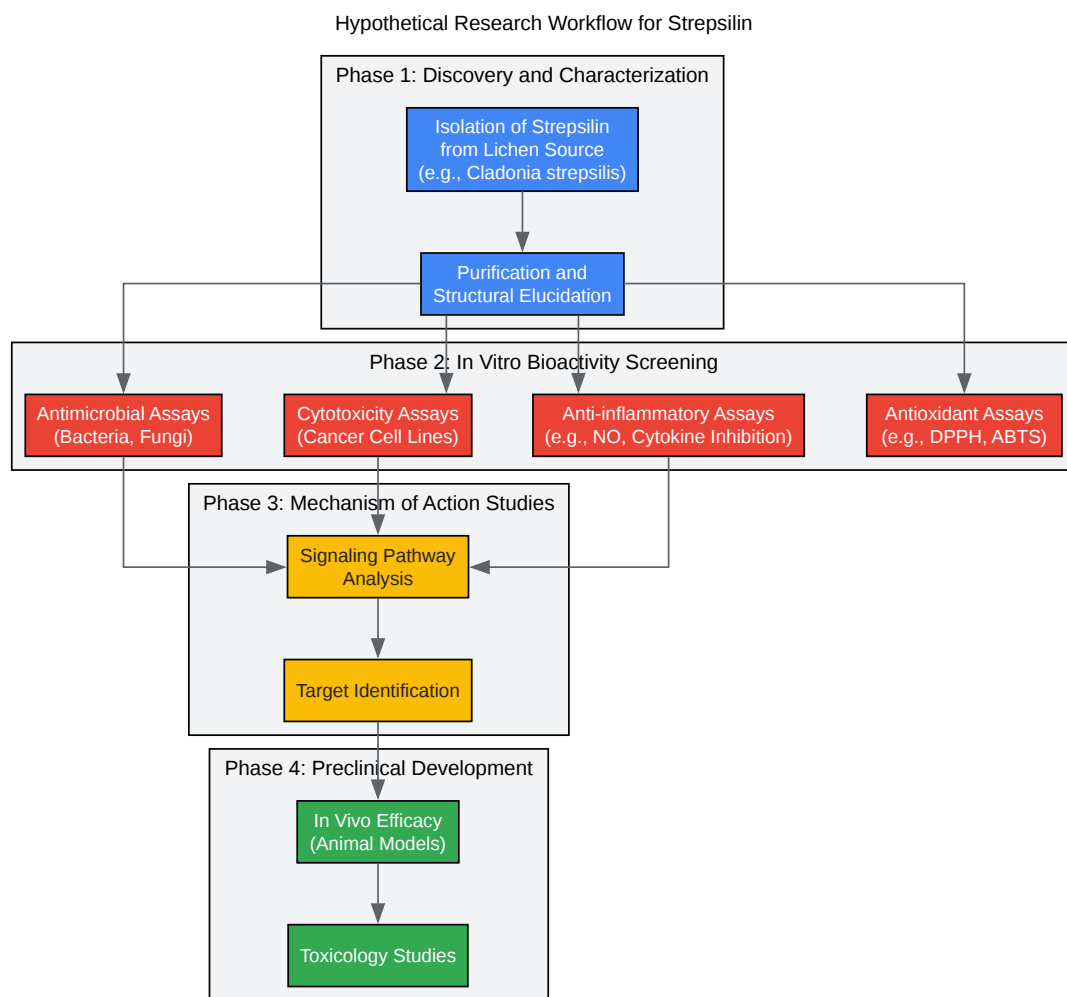 Hypothetical Research Workflow for Strepsilin
Phase 1: Discovery and Characterization
Isolation of Strepsilin
from Lichen Source
(e.g., Cladonia strepsilis)
Purification and
Structural Elucidation
Phase 2: In Vitro Bioactivity Screening
Antimicrobial Assays
(Bacteria, Fungi)
Cytotoxicity Assays
(Cancer Cell Lines)
Anti-inflammatory Assays
(e.g., NO, Cytokine Inhibition)
Antioxidant Assays
(e.g., DPPH, ABTS)
Phase 3: Mechanism of Action Studies
Signaling Pathway
Analysis
Target Identification
Phase 4: Preclinical Development
In Vivo Efficacy
(Animal Models)
Toxicology Studies